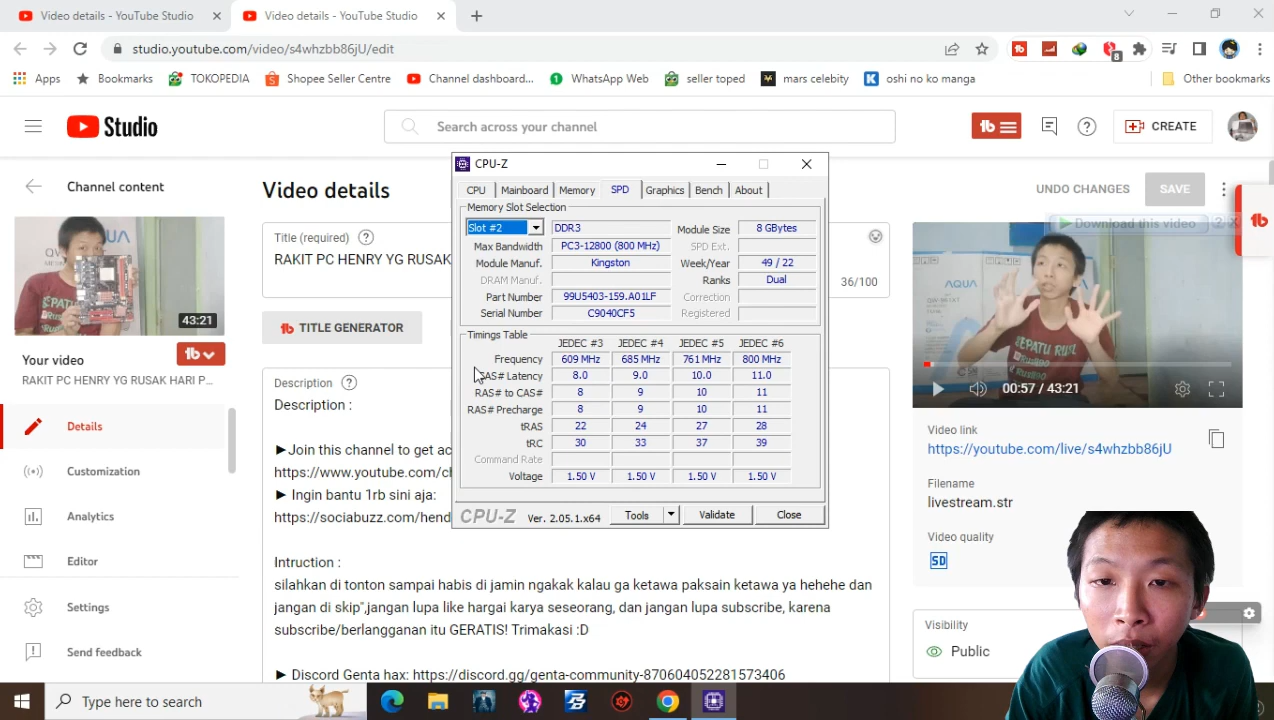 Video details - YouTube Studio
Video details - YouTube Studio
studio.youtube.com/video/s4whzbb86jU/edit
8
Apps
Bookmarks
TOKOPEDIA
Shopee Seller Centre
Channel dashboard...
WhatsApp Web
seller toped
mars celebity
oshi no ko manga
Other bookmarks
Studio
Search across your channel
CREATE
Channel content
43:21
Your video
RAKIT PC HENRY YG RUSAK HARI P...
Details
Customization
Analytics
Editor
Settings
Send feedback
Video details
UNDO CHANGES
SAVE
Title (required)
RAKIT PC HENRY YG RUSAK
36/100
TITLE GENERATOR
Description
Description :
►Join this channel to get ac
https://www.youtube.com/ch
► Ingin bantu 1rb sini aja:
https://sociabuzz.com/hend
Intruction :
silahkan di tonton sampai habis di jamin ngakak kalau ga ketawa paksain ketawa ya hehehe dan
jangan di skip",jangan lupa like hargai karya seseorang, dan jangan lupa subscribe, karena
subscribe/berlangganan itu GERATIS! Trimakasi :D
► Discord Genta hax: https://discord.gg/genta-community-870604052281573406
CPU-Z
CPU Mainboard Memory SPD Graphics Bench About
Memory Slot Selection
Slot #2 DDR3 Module Size 8 GBytes
Max Bandwidth PC3-12800 (800 MHz) SPD Ext.
Module Manuf. Kingston Week/Year 49 / 22
DRAM Manuf. Ranks Dual
Part Number 99U5403-159.A01LF Correction
Serial Number C9040CF5 Registered
Timings Table
JEDEC #3 JEDEC #4 JEDEC #5 JEDEC #6
Frequency 609 MHz 685 MHz 761 MHz 800 MHz
CAS# Latency 8.0 9.0 10.0 11.0
RAS# to CAS# 8 9 10 11
RAS# Precharge 8 9 10 11
tRAS 22 24 27 28
tRC 30 33 37 39
Command Rate
Voltage 1.50 V 1.50 V 1.50 V 1.50 V
CPU-Z Ver. 2.05.1.x64 Tools Validate Close
Download this video
00:57 / 43:21
Video link
https://youtube.com/live/s4whzbb86jU
Filename
livestream.str
Video quality
SD
Visibility
Public
Type here to search